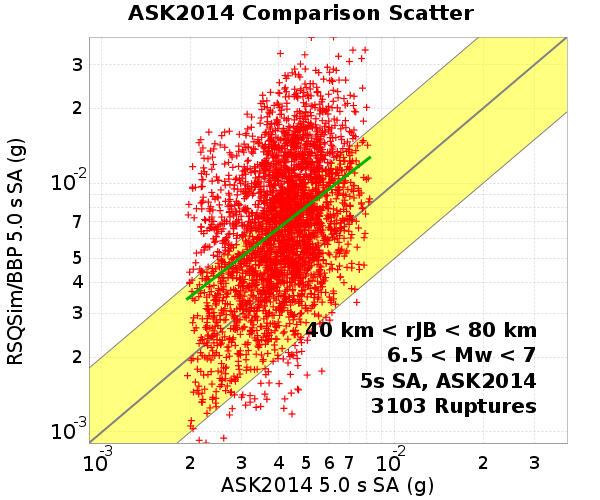 ASK2014 Comparison Scatter
RSQSim/BBP 5.0 s SA (g)
3
2
10-2
7
5
4
3
2
10-3
40 km < rJB < 80 km
6.5 < Mw < 7
5s SA, ASK2014
3103 Ruptures
10-3 2 3 4 5 6 7 10-2 2 3
ASK2014 5.0 s SA (g)